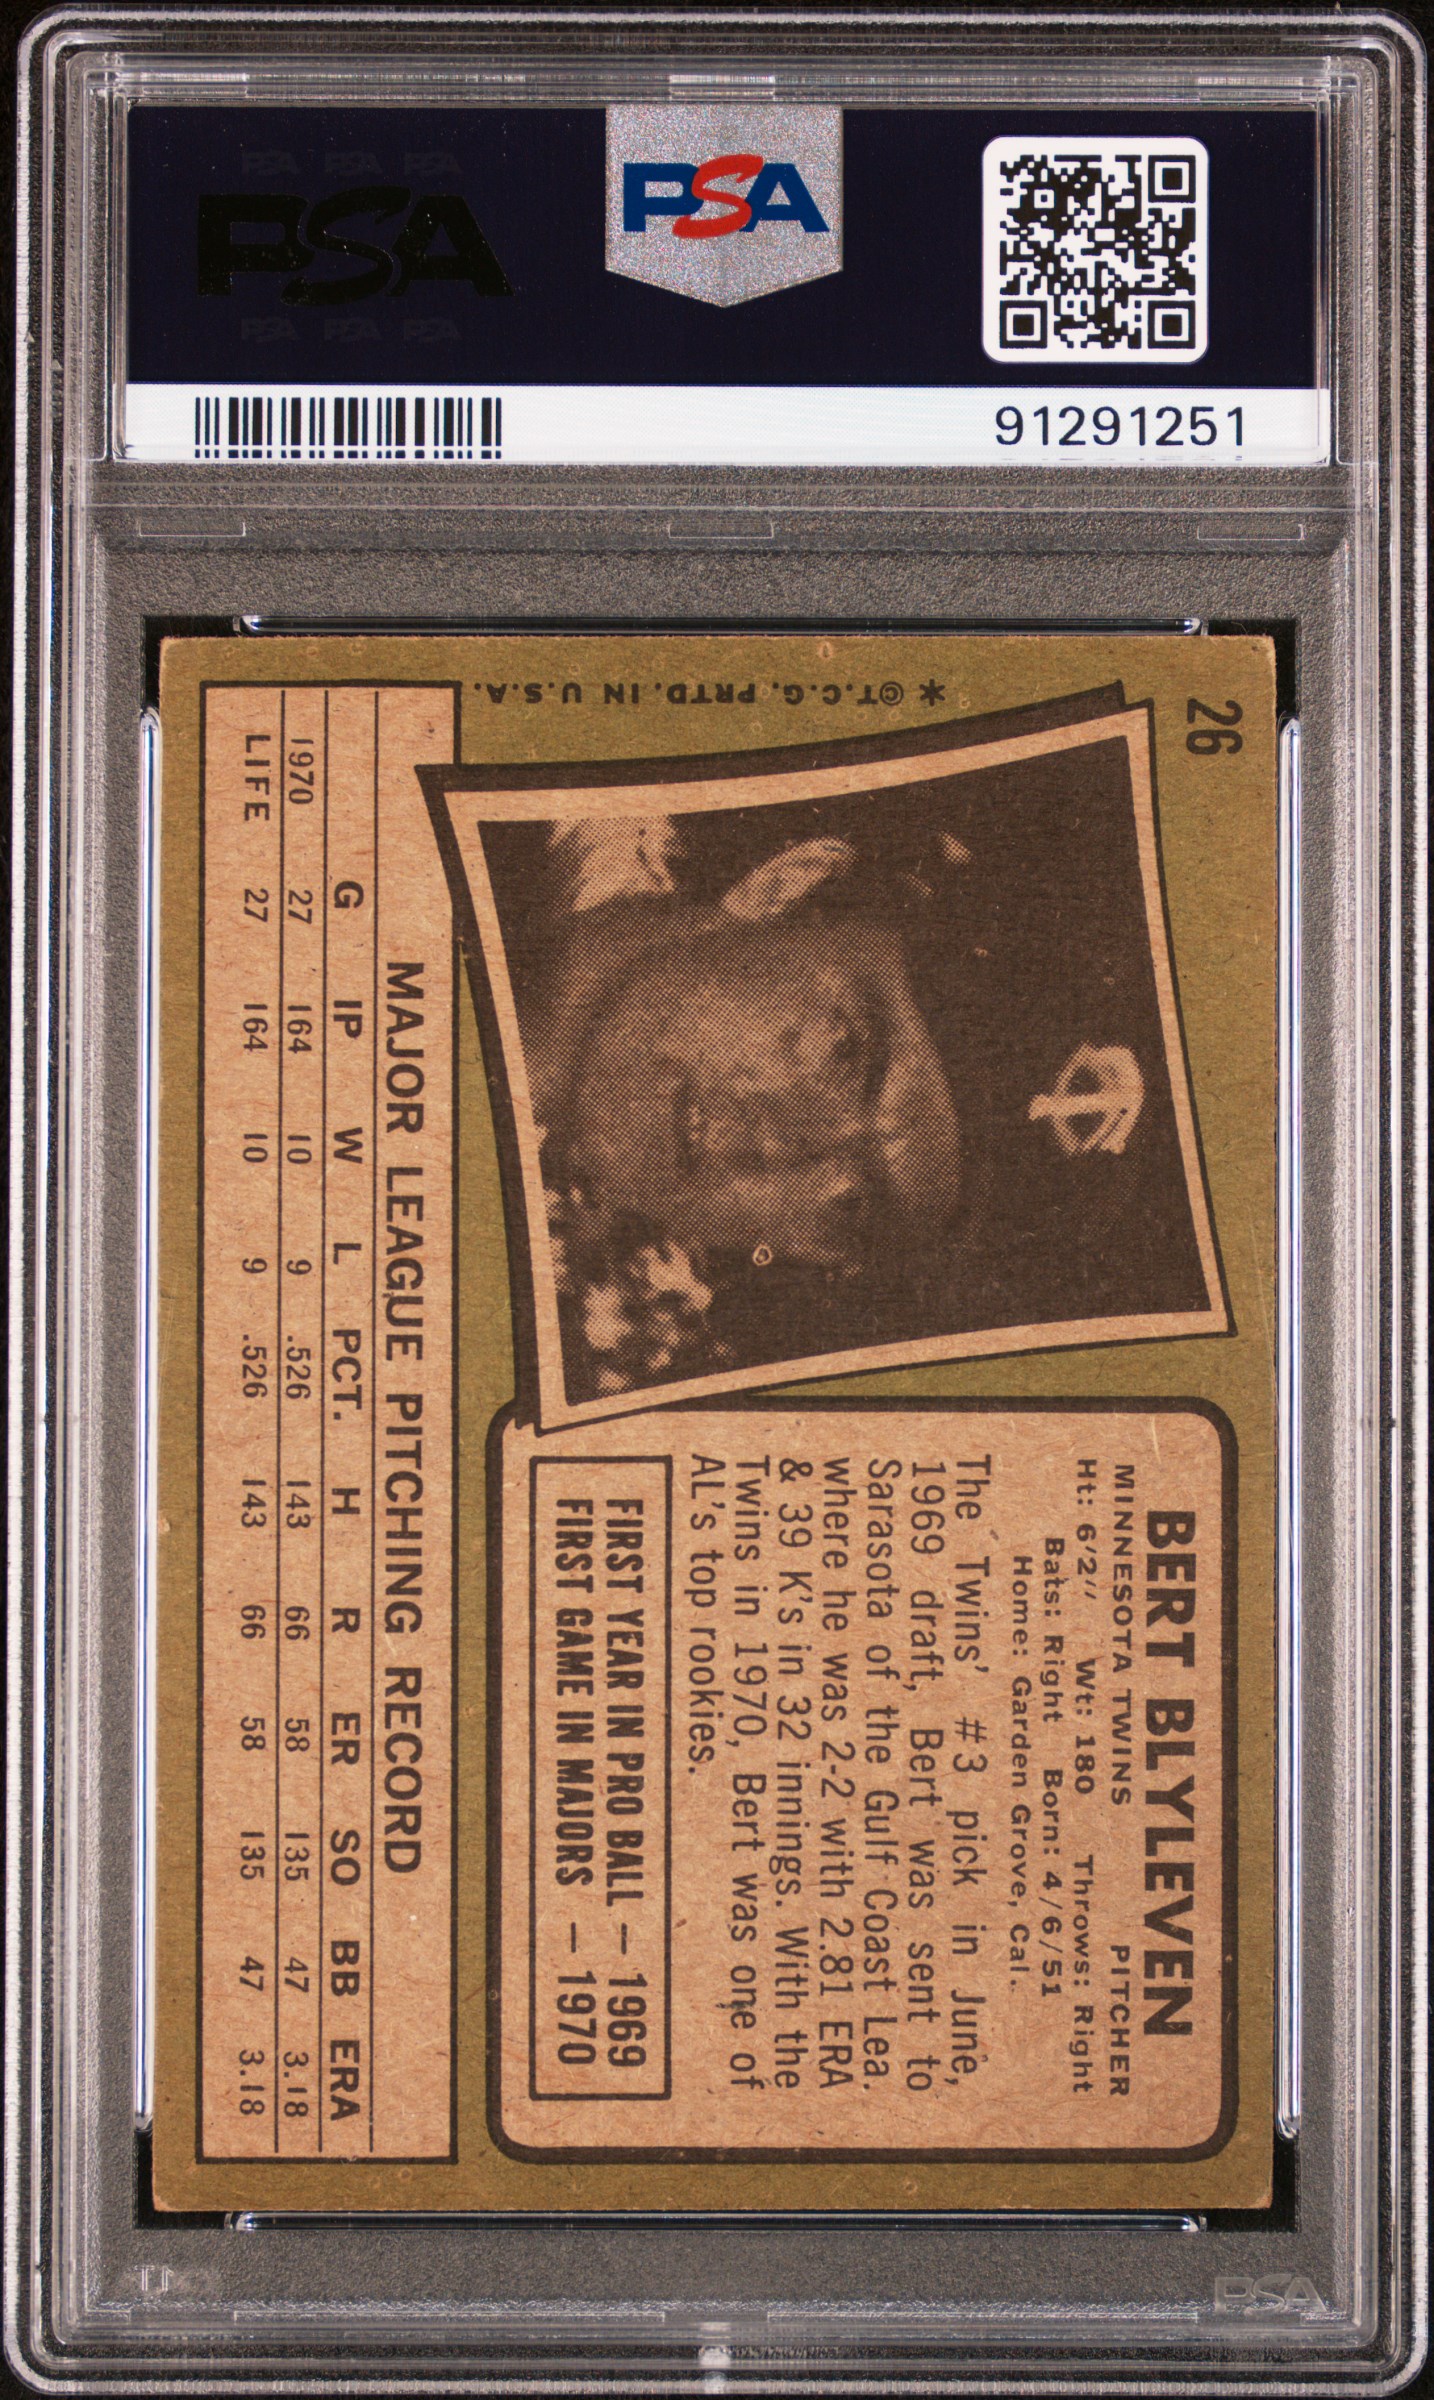 PSA PSA PSA
PSA
PSA PSA PSA
PSA
91291251
26
* ©T.C.G. PRTD. IN U.S.A.
BERT BLYLEVEN
MINNESOTA TWINS PITCHER
Ht: 6'2" Wt: 180 Throws: Right
Bats: Right Born: 4/6/51
Home: Garden Grove, Cal.
The Twins' #3 pick in June,
1969 draft, Bert was sent to
Sarasota of the Gulf Coast Lea.
where he was 2-2 with 2.81 ERA
& 39 K's in 32 innings. With the
Twins in 1970, Bert was one of
AL's top rookies.
FIRST YEAR IN PRO BALL — 1969
FIRST GAME IN MAJORS — 1970
MAJOR LEAGUE PITCHING RECORD
G IP W L PCT. H R ER SO BB ERA
1970 27 164 10 9 .526 143 66 58 135 47 3.18
LIFE 27 164 10 9 .526 143 66 58 135 47 3.18
PSA